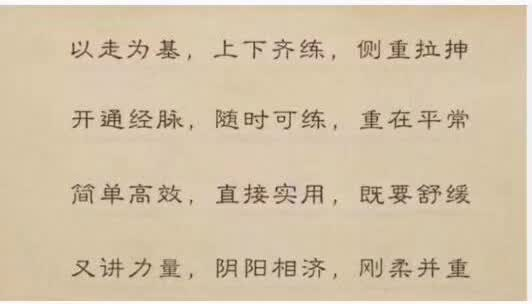 以走为基，上下齐练，侧重拉抻
开通经脉，随时可练，重在平常
简单高效，直接实用，既要舒缓
又讲力量，阴阳相济，刚柔并重